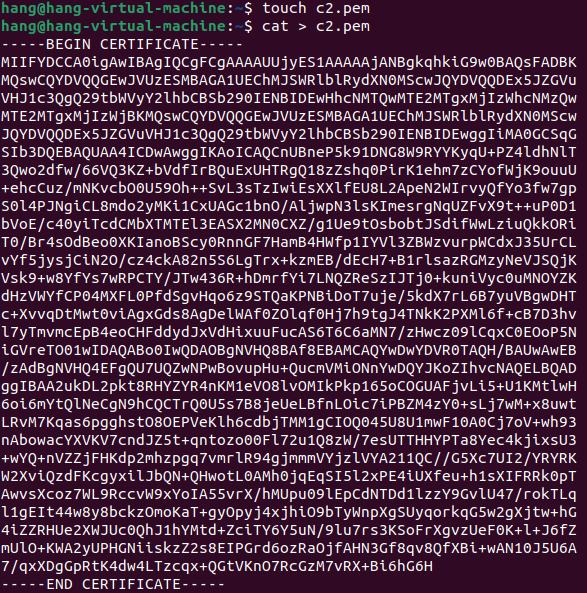 hang@hang-virtual-machine:~$ touch c2.pem
hang@hang-virtual-machine:~$ cat > c2.pem
-----BEGIN CERTIFICATE-----
MIIFYDCCA0igAwIBAgIQCgFCgAAAAUUjyES1AAAAAjANBgkqhkiG9w0BAQsFADBK
MQswCQYDVQQGEwJVUzESMBAGA1UEChMJSWRlblRydXN0MScwJQYDVQQDEx5JZGVu
VHJ1c3QgQ29tbWVyY2lhbCBSb290IENBIDEwHhcNMTQwMTE2MTgxMjIzWhcNMzQw
MTE2MTgxMjIzWjBKMQswCQYDVQQGEwJVUzESMBAGA1UEChMJSWRlblRydXN0MScw
JQYDVQQDEx5JZGVuVHJ1c3QgQ29tbWVyY2lhbCBSb290IENBIDEwggIiMA0GCSqG
SIb3DQEBAQUAA4ICDwAwggIKAoICAQCnUBneP5k91DNG8W9RYYKyqU+PZ4ldhNlT
3Qwo2dfw/66VQ3KZ+bVdfIrBQuExUHTRgQ18zZshq0PirK1ehm7zCYofWjK9ouuU
+ehcCuz/mNKvcbO0U59Oh++SvL3sTzIwiEsXXlfEU8L2ApeN2WIrvyQfYo3fw7gp
S0l4PJNgiCL8mdo2yMKi1CxUAGc1bnO/AljwpN3lsKImesrgNqUZFvX9t++uP0D1
bVoE/c40yiTcdCMbXTMTEl3EASX2MN0CXZ/g1Ue9tOsbobtJSdifWwLziuQkkORi
T0/Br4sOdBeo0XKIanoBScy0RnnGF7HamB4HWfp1IYVl3ZBWzvurpWCdxJ35UrCL
vYf5jysjCiN2O/cz4ckA82n5S6LgTrx+kzmEB/dEcH7+B1rlsazRGMzyNeVJSQjK
Vsk9+w8YfYs7wRPCTY/JTw436R+hDmrfYi7LNQZReSzIJTj0+kuniVyc0uMNOYZK
dHzVWYfCP04MXFL0PfdSgvHqo6z9STQaKPNBiDoT7uje/5kdX7rL6B7yuVBgwDHT
c+XvvqDtMwt0viAgxGds8AgDelWAf0ZOlqf0Hj7h9tgJ4TNkK2PXMl6f+cB7D3hv
l7yTmvmcEpB4eoCHFddydJxVdHixuuFucAS6T6C6aMN7/zHwcz09lCqxC0EOoP5N
iGVreTO01wIDAQABo0IwQDAOBgNVHQ8BAf8EBAMCAQYwDwYDVR0TAQH/BAUwAwEB
/zAdBgNVHQ4EFgQU7UQZwNPwBovupHu+QucmVMiONnYwDQYJKoZIhvcNAQELBQAD
ggIBAA2ukDL2pkt8RHYZYR4nKM1eVO8lvOMIkPkp165oCOGUAFjvLi5+U1KMtlwH
6oi6mYtQlNeCgN9hCQCTrQ0U5s7B8jeUeLBfnLOic7iPBZM4zY0+sLj7wM+x8uwt
LRvM7Kqas6pgghstO8OEPVeKlh6cdbjTMM1gCIOQ045U8U1mwF10A0Cj7oV+wh93
nAbowacYXVKV7cndJZ5t+qntozo00Fl72u1Q8zW/7esUTTHHYPTa8Yec4kjixsU3
+wYQ+nVZZjFHKdp2mhzpgq7vmrlR94gjmmmVYjzlVYA211QC//G5Xc7UI2/YRYRK
W2XviQzdFKcgyxilJbQN+QHwotL0AMh0jqEqSI5l2xPE4iUXfeu+h1sXIFRRk0pT
AwvsXcoz7WL9RccvW9xYoIA55vrX/hMUpu09lEpCdNTDd1lzzY9GvlU47/rokTLq
l1gEIt44w8y8bckzOmoKaT+gyOpyj4xjhiO9bTyWnpXgSUyqorkqG5w2gXjtw+hG
4iZZRHUe2XWJUc0QhJ1hYMtd+ZciTY6Y5uN/9lu7rs3KSoFrXgvzUeF0K+l+J6fZ
mUlO+KWA2yUPHGNiiskzZ2s8EIPGrd6ozRaOjfAHN3Gf8qv8QfXBi+wAN10J5U6A
7/qxXDgGpRtK4dw4LTzcqx+QGtVKnO7RcGzM7vRX+Bi6hG6H
-----END CERTIFICATE-----